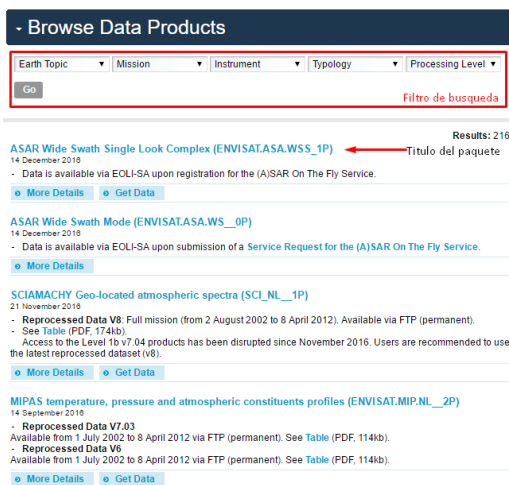 Browse Data Products
Earth Topic Mission Instrument Typology Processing Level
Go
Filtro de busqueda
Results: 216
ASAR Wide Swath Single Look Complex (ENVISAT.ASA.WSS_1P) Titulo del paquete
14 December 2016
- Data is available via EOLI-SA upon registration for the (A)SAR On The Fly Service.
More Details Get Data
ASAR Wide Swath Mode (ENVISAT.ASA.WS__0P)
14 December 2016
- Data is available via EOLI-SA upon submission of a Service Request for the (A)SAR On The Fly Service.
More Details
SCIAMACHY Geo-located atmospheric spectra (SCI_NL__1P)
21 November 2016
- Reprocessed Data V8: Full mission (from 2 August 2002 to 8 April 2012). Available via FTP (permanent).
- See Table (PDF, 174kb).
Access to the Level 1b v7.04 products has been disrupted since November 2016. Users are recommended to use
the latest reprocessed dataset (v8).
More Details Get Data
MIPAS temperature, pressure and atmospheric constituents profiles (ENVISAT.MIP.NL__2P)
14 September 2016
- Reprocessed Data V7.03
Available from 1 July 2002 to 8 April 2012 via FTP (permanent). See Table (PDF, 114kb).
- Reprocessed Data V6
Available from 1 July 2002 to 8 April 2012 via FTP (permanent). See Table (PDF, 114kb).
More Details Get Data